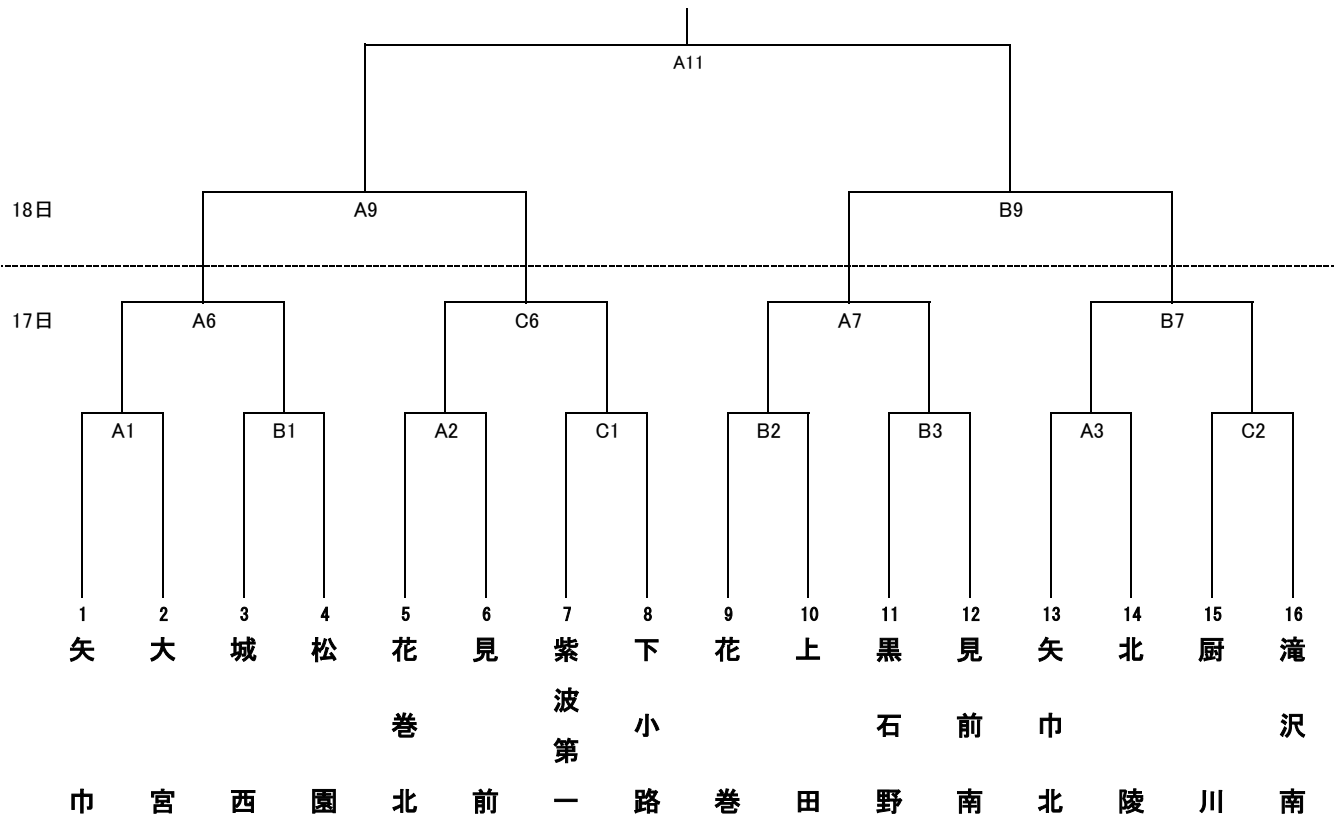 A11
18日 A9 B9
17日 A6 C6 A7 B7
A1 B1 A2 C1 B2 B3 A3 C2
1 2 3 4 5 6 7 8 9 10 11 12 13 14 15 16
矢巾
大宮
城西
松園
花巻北
見前
紫波第一
下小路
花巻
上田
黒石野
見前南
矢巾北
北陵
厨川
滝沢南